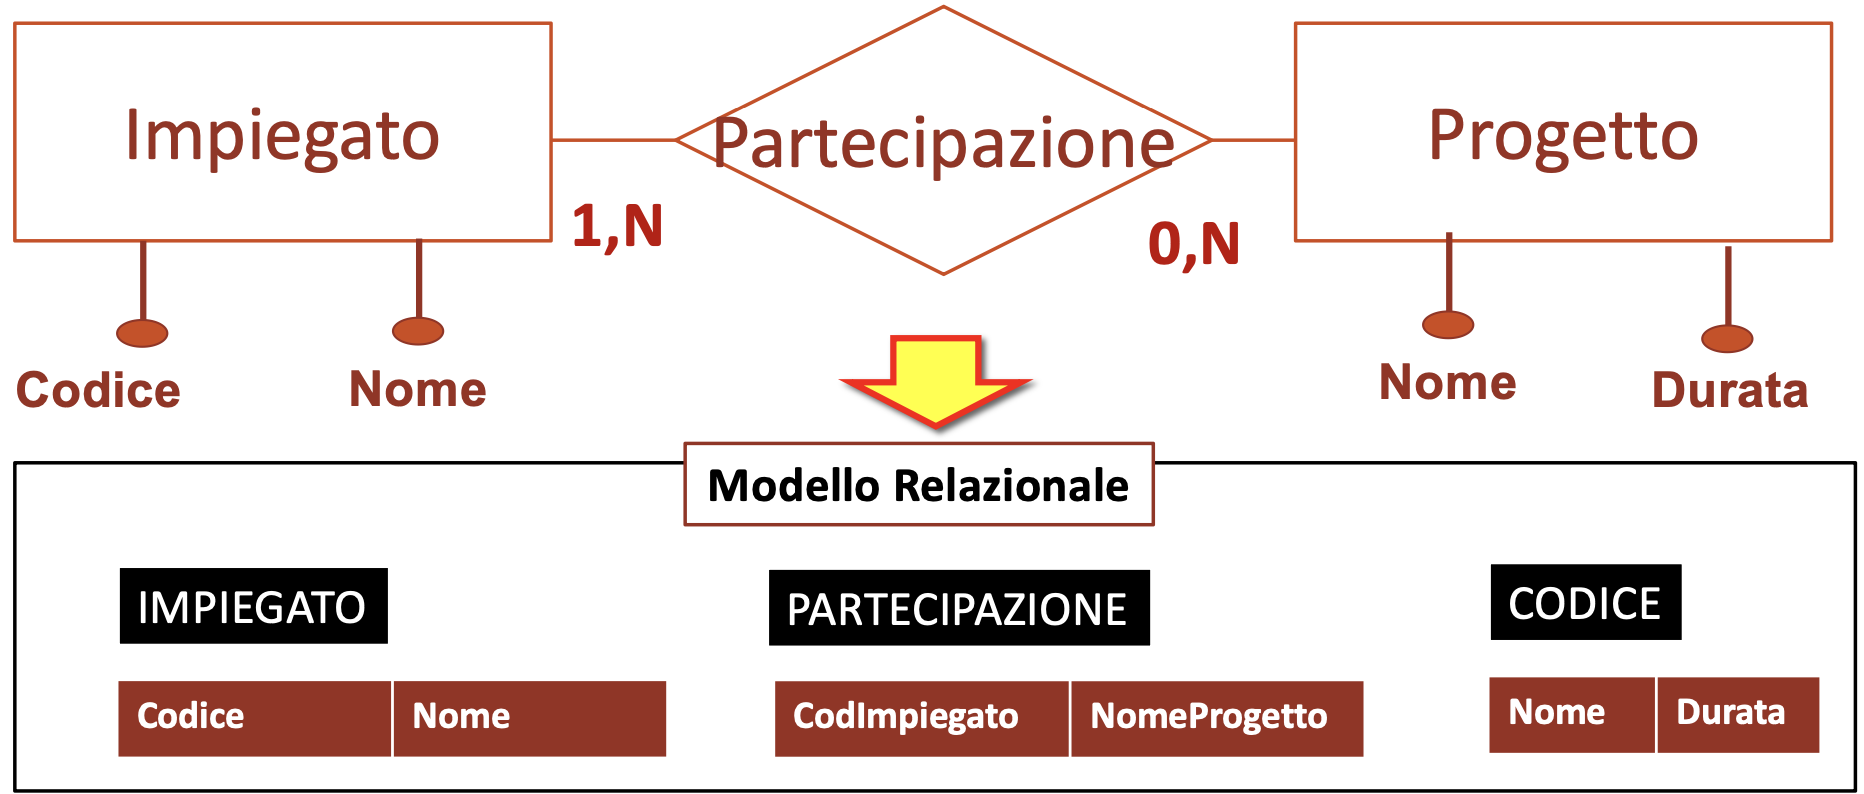 Impiegato
Partecipazione
Progetto
1,N
0,N
Codice
Nome
Nome
Durata
Modello Relazionale
IMPIEGATO
PARTECIPAZIONE
CODICE
Codice
Nome
CodImpiegato
NomeProgetto
Nome
Durata